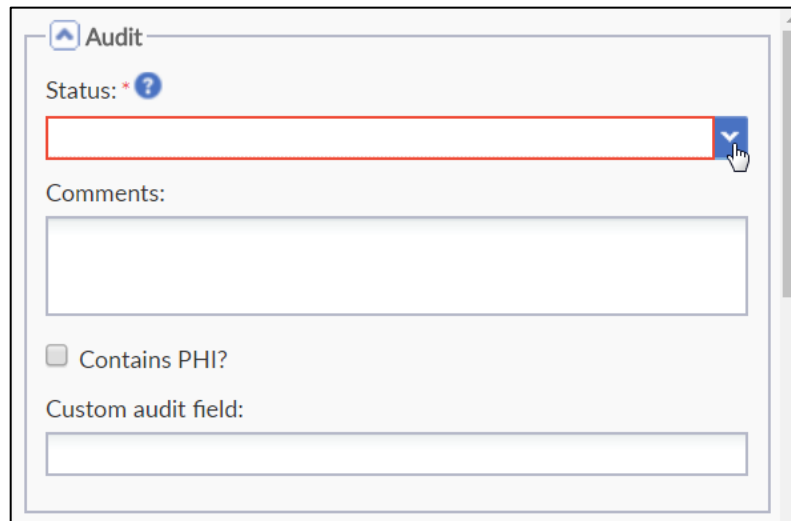 Audit
Status: * ?
Comments:
Contains PHI?
Custom audit field: